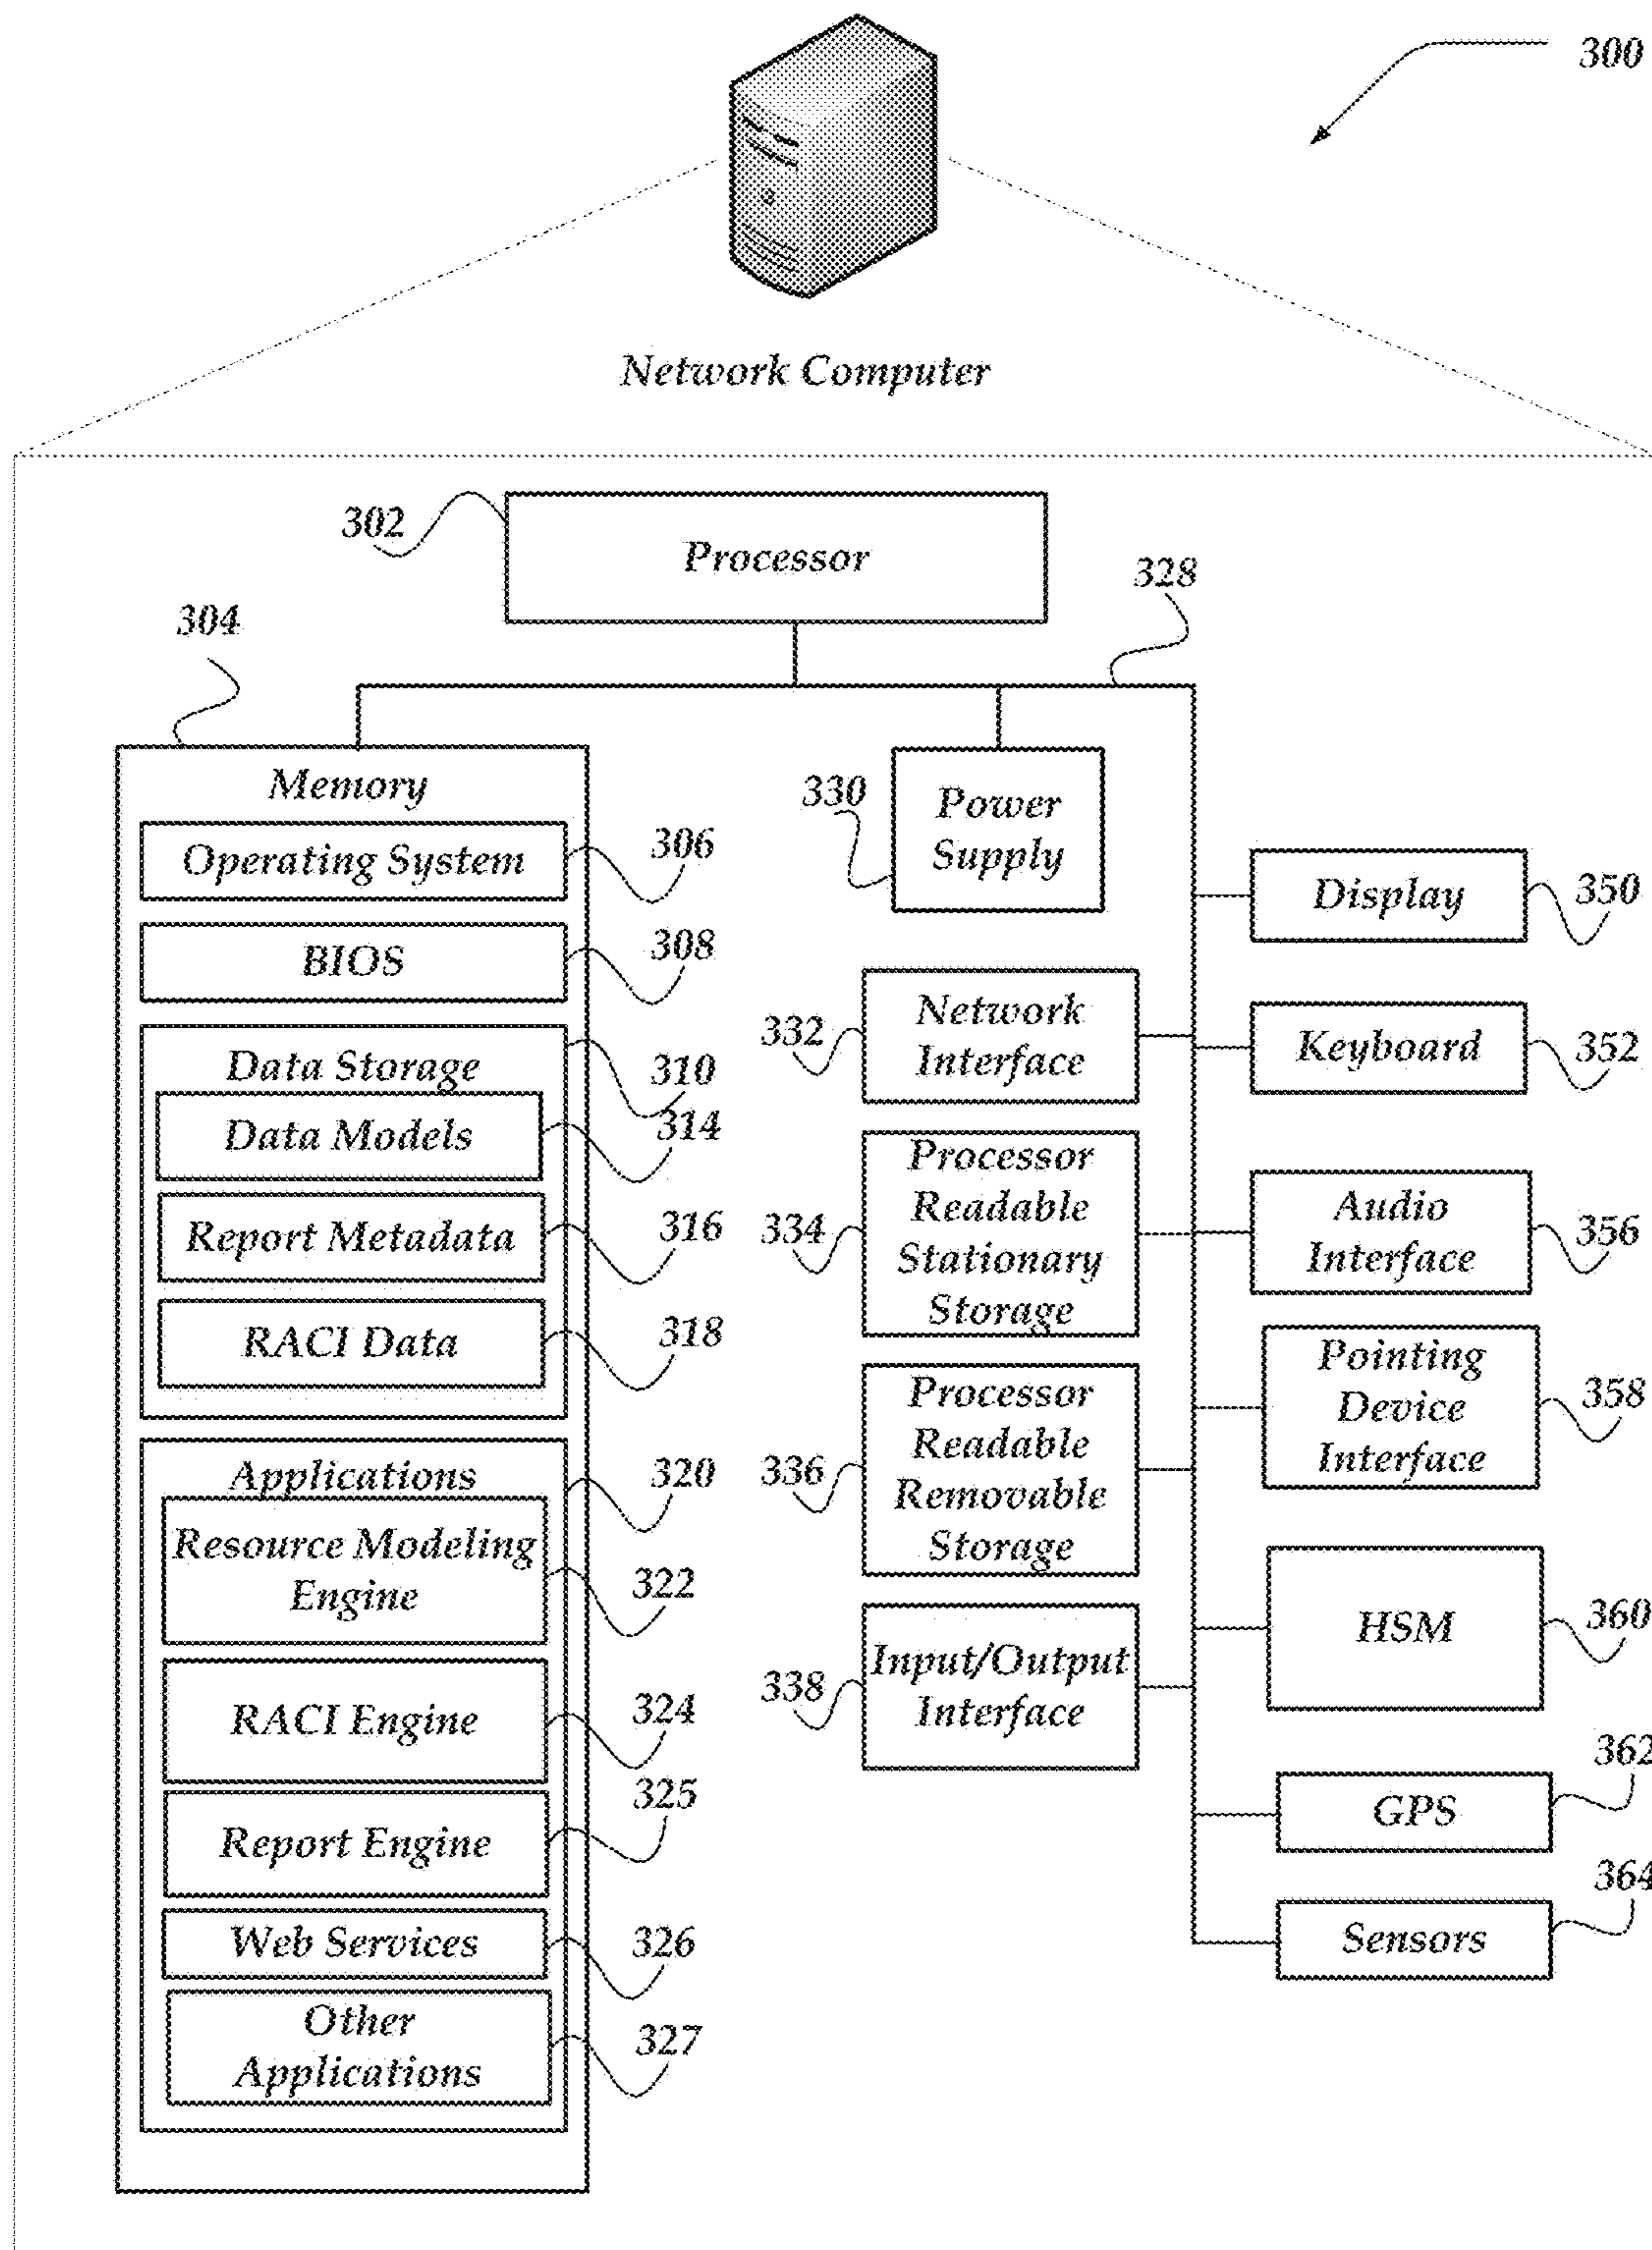 300
Network Computer
302
Processor
328
304
Memory
Operating System
306
BIOS
308
Data Storage
310
Data Models
314
Report Metadata
316
RACI Data
318
Applications
320
Resource Modeling
Engine
322
RACI Engine
324
Report Engine
325
Web Services
326
Other
Applications
327
330
Power
Supply
332
Network
Interface
334
Processor
Readable
Stationary
Storage
336
Processor
Readable
Removable
Storage
338
Input/Output
Interface
Display
350
Keyboard
352
Audio
Interface
356
Pointing
Device
Interface
358
HSM
360
GPS
362
Sensors
364